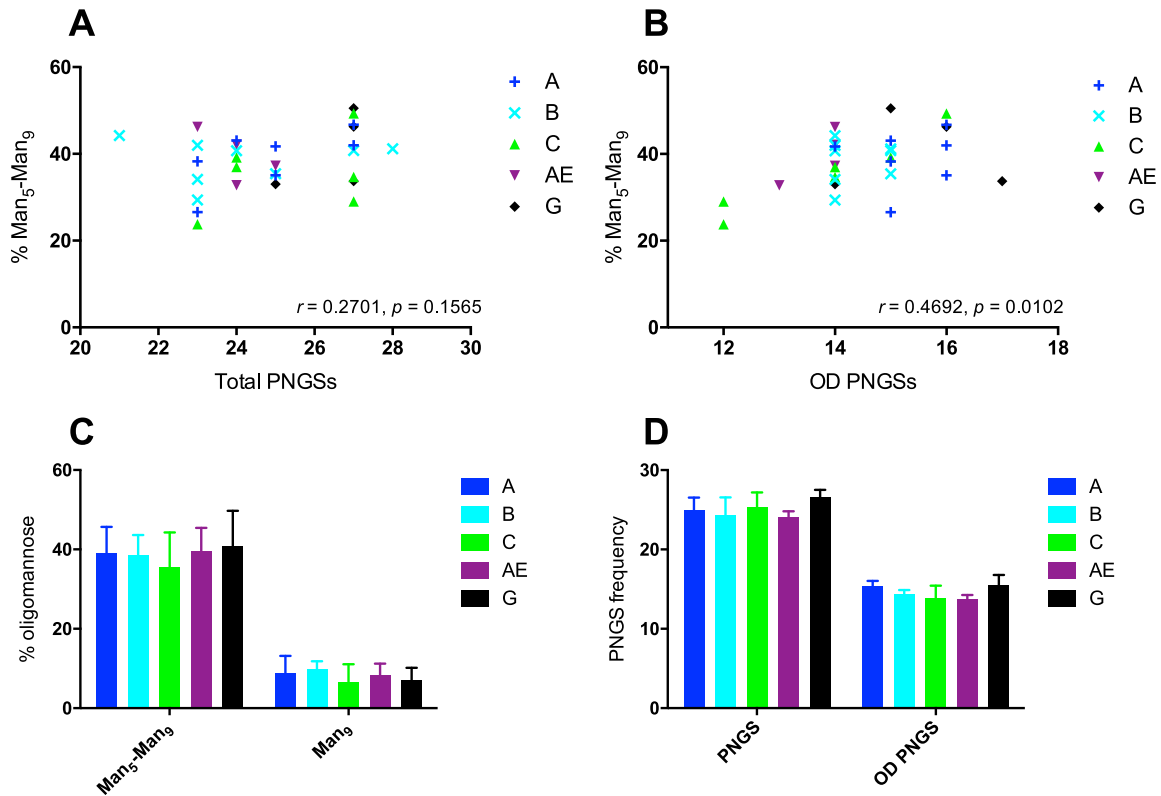 A
% Man5-Man9
60
40
20
0
20 22 24 26 28 30
Total PNGSs
r = 0.2701, p = 0.1565
A
B
C
AE
G
B
% Man5-Man9
60
40
20
0
12 14 16 18
OD PNGSs
r = 0.4692, p = 0.0102
A
B
C
AE
G
C
% oligomannose
60
40
20
0
Man5-Man9 Man9
A
B
C
AE
G
D
PNGS frequency
30
20
10
0
PNGS OD PNGS
A
B
C
AE
G